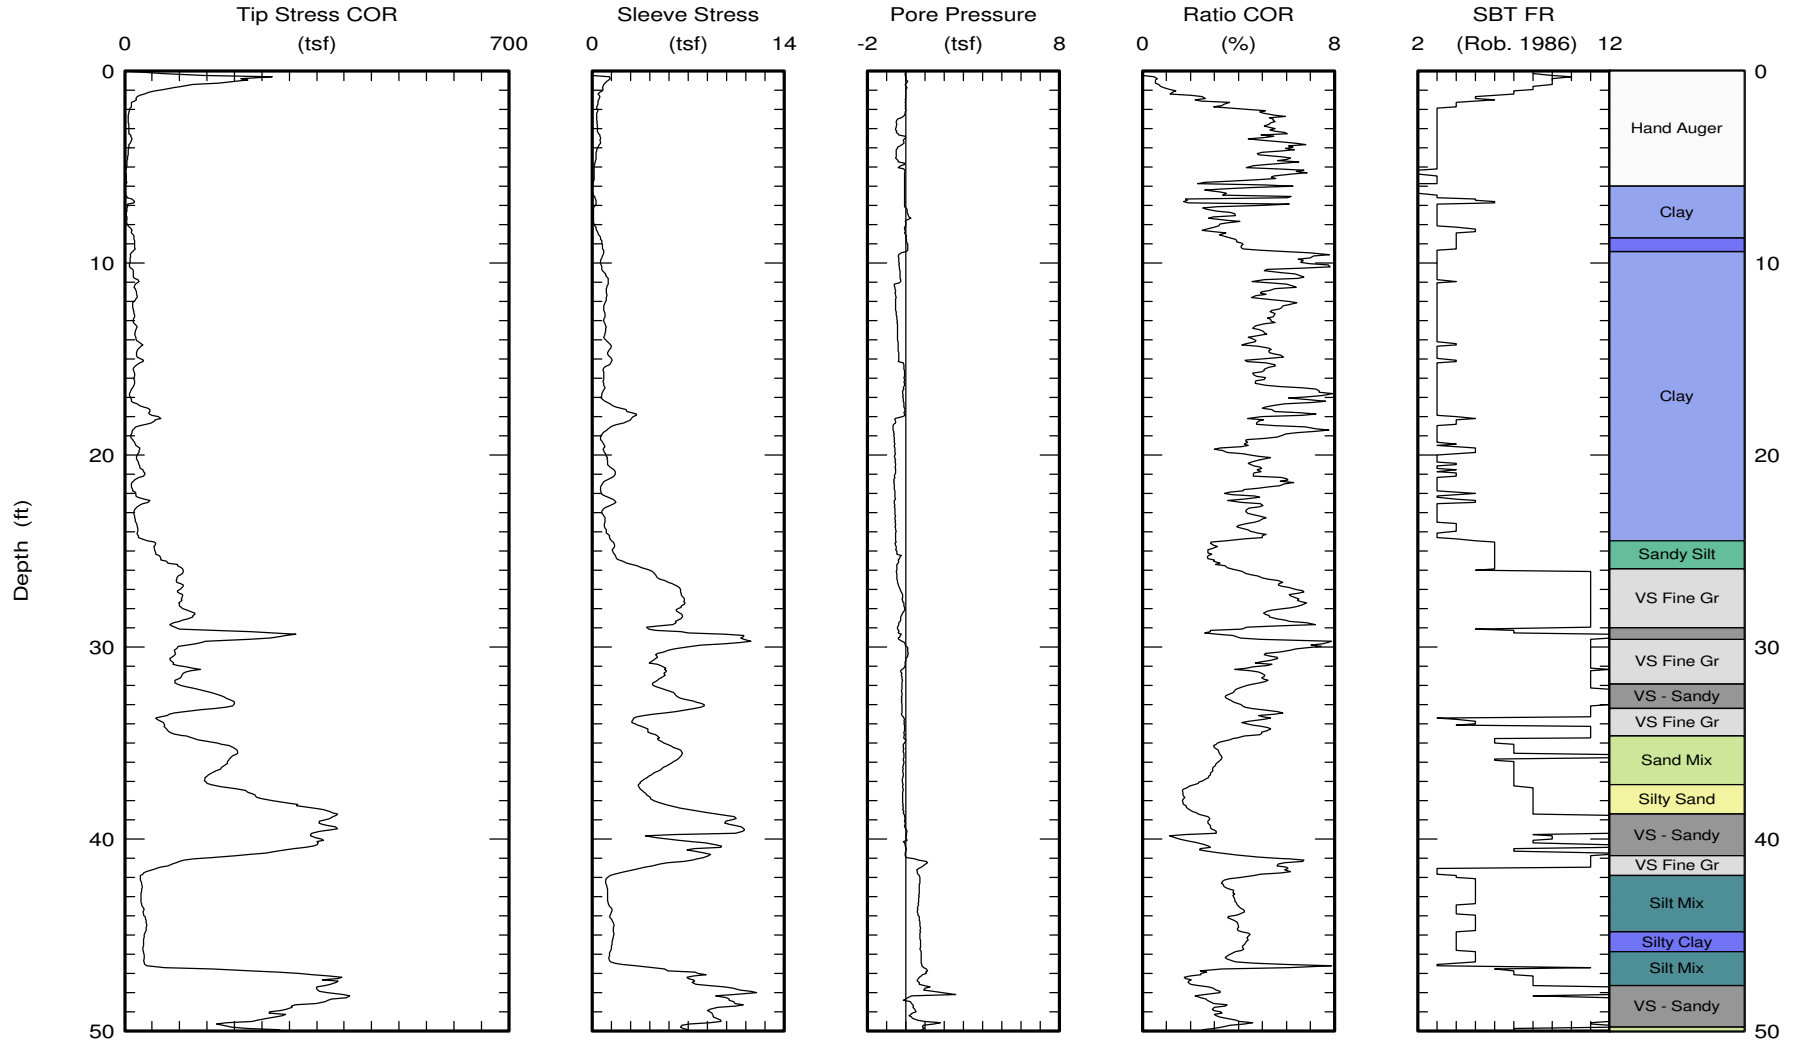 Tip Stress COR Sleeve Stress Pore Pressure Ratio COR SBT FR
0 (tsf) 700 0 (tsf) 14 -2 (tsf) 8 0 (%) 8 2 (Rob. 1986) 12
0 0
Hand Auger
Clay
10 10
Clay
20 20
Depth (ft)
Sandy Silt
VS Fine Gr
30 30
VS Fine Gr
VS - Sandy
VS Fine Gr
Sand Mix
Silty Sand
40 VS - Sandy 40
VS Fine Gr
Silt Mix
Silty Clay
Silt Mix
VS - Sandy
50 50